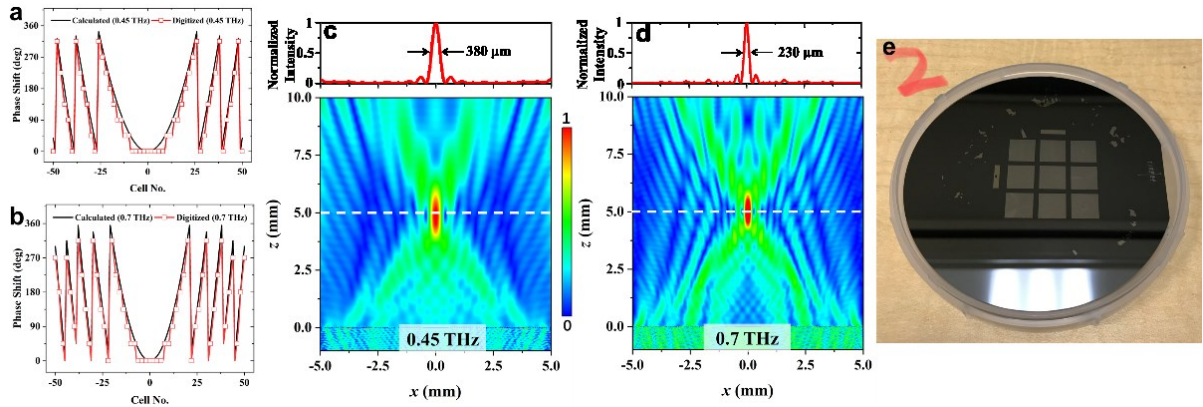 a
360
270
180
90
0
Calculated (0.45 THz)
Digitized (0.45 THz)
Phase Shift (deg)
-50
-25
0
25
50
Cell No.
b
360
270
180
90
0
Calculated (0.7 THz)
Digitized (0.7 THz)
Phase Shift (deg
-50
-25
0
25
50
Cell No.
c
Normalized
Intensity
1
0.5
0
380 μm
10.0
7.5
5.0
2.5
0.0
z (mm)
0.45 THz
1
0
-5.0
-2.5
0.0
2.5
5.0
x (mm)
d
Normalized
Intensity
1
0.5
0
230 μm
10.0
7.5
5.0
2.5
0.0
z (mm)
0.7 THz
-5.0
-2.5
0.0
2.5
5.0
x (mm)
e
2